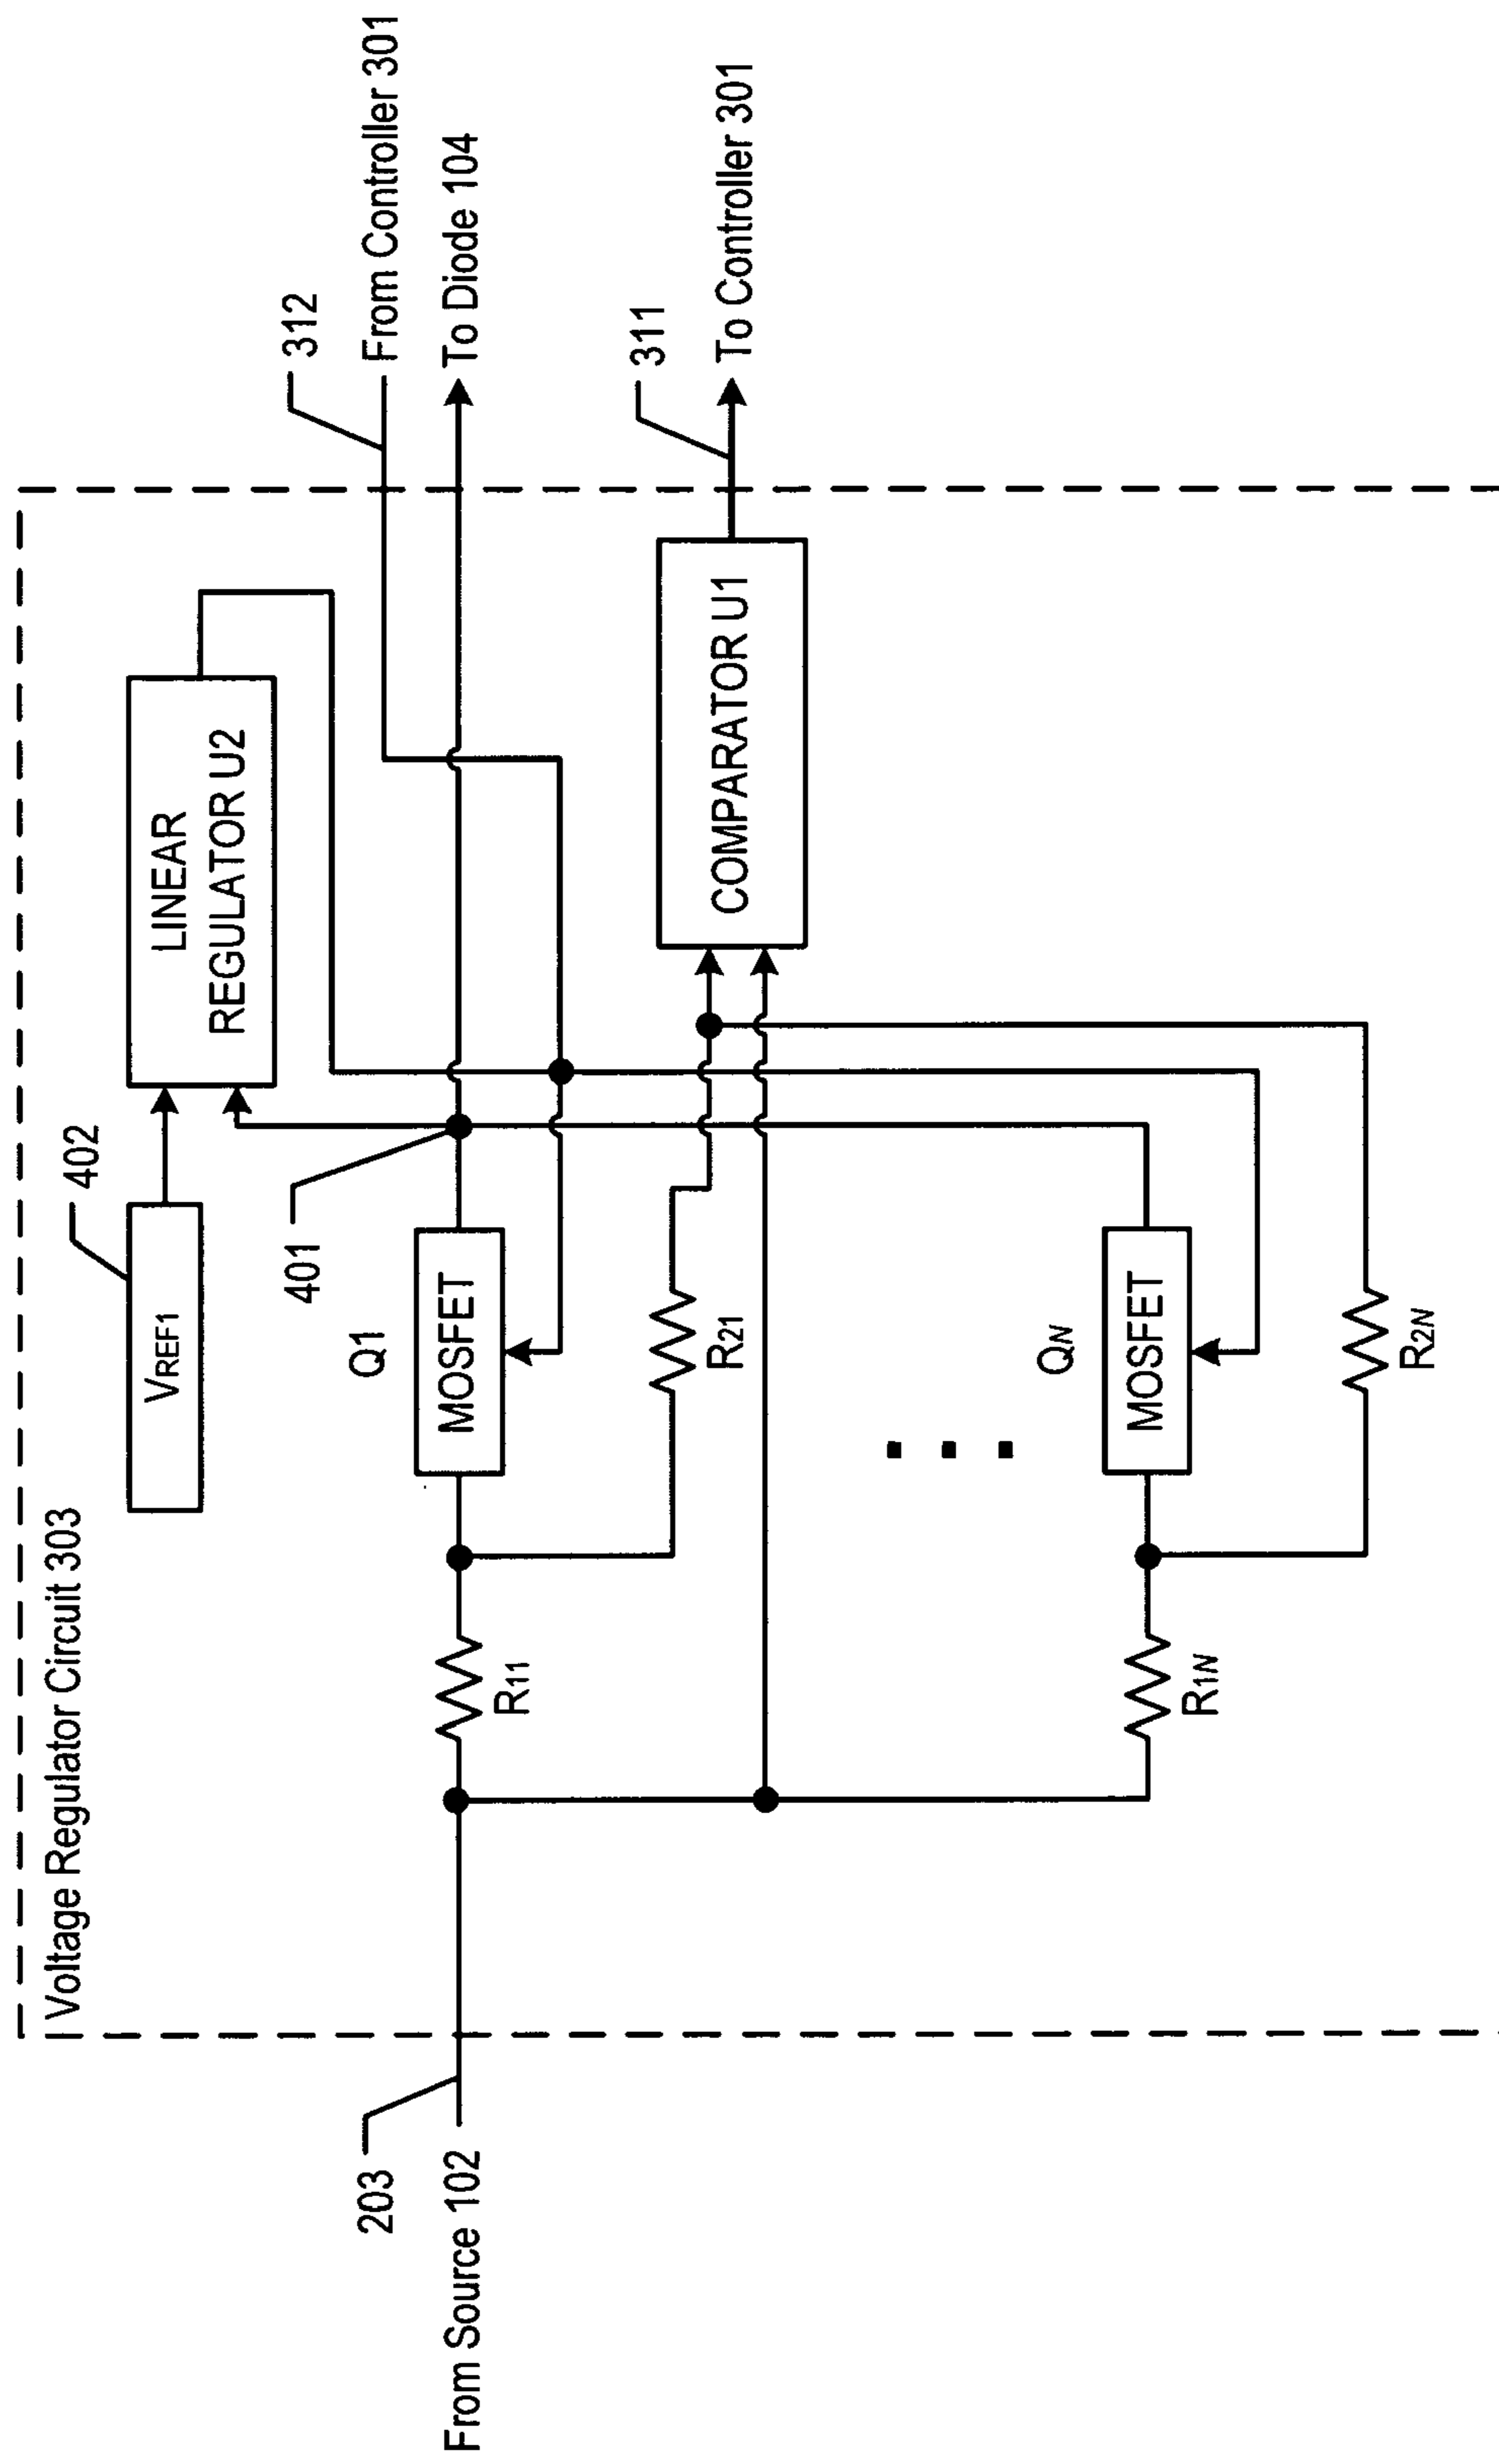 Voltage Regulator Circuit 303
VREF1
402
LINEAR
REGULATOR U2
312
From Controller 301
203
From Source 102
R11
Q1
MOSFET
401
To Diode 104
R21
COMPARATOR U1
311
To Controller 301
R1N
QN
MOSFET
R2N